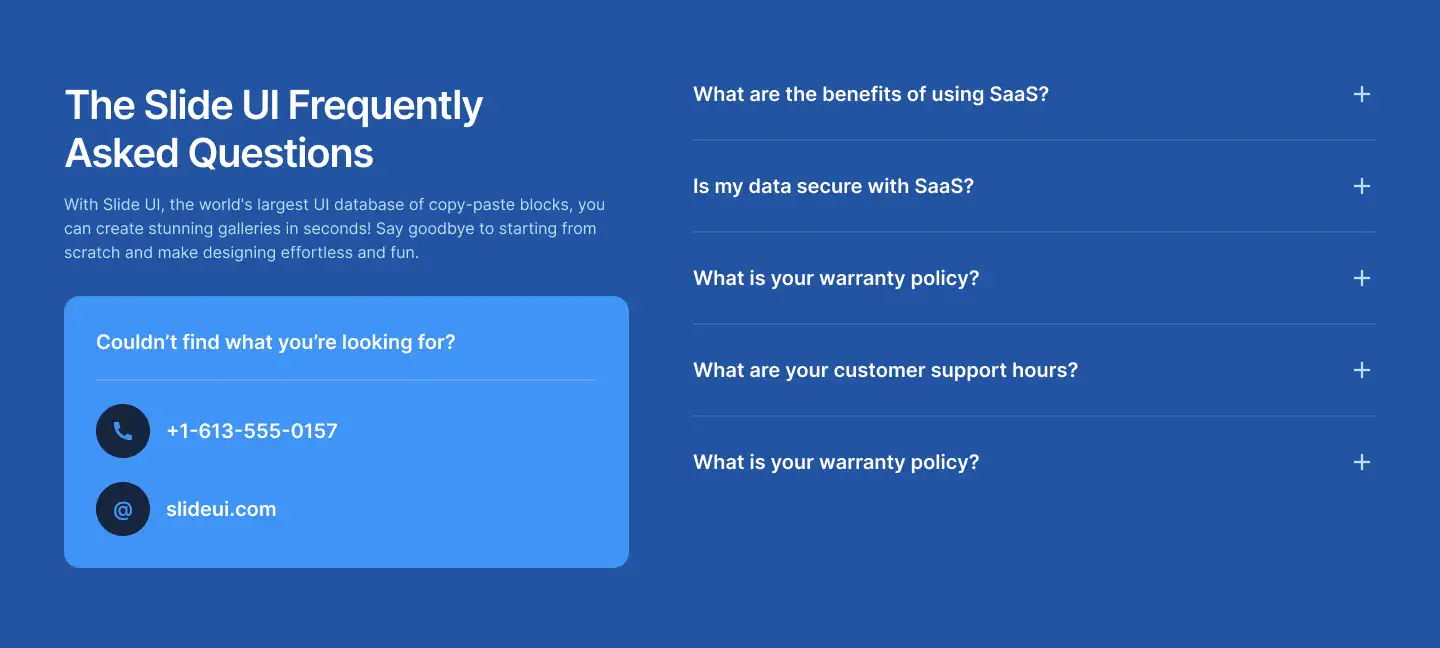 The Slide UI Frequently
Asked Questions
With Slide UI, the world's largest UI database of copy-paste blocks, you
can create stunning galleries in seconds! Say goodbye to starting from
scratch and make designing effortless and fun.
Couldn’t find what you’re looking for?
+1-613-555-0157
@ slideui.com
What are the benefits of using SaaS?
Is my data secure with SaaS?
What is your warranty policy?
What are your customer support hours?
What is your warranty policy?